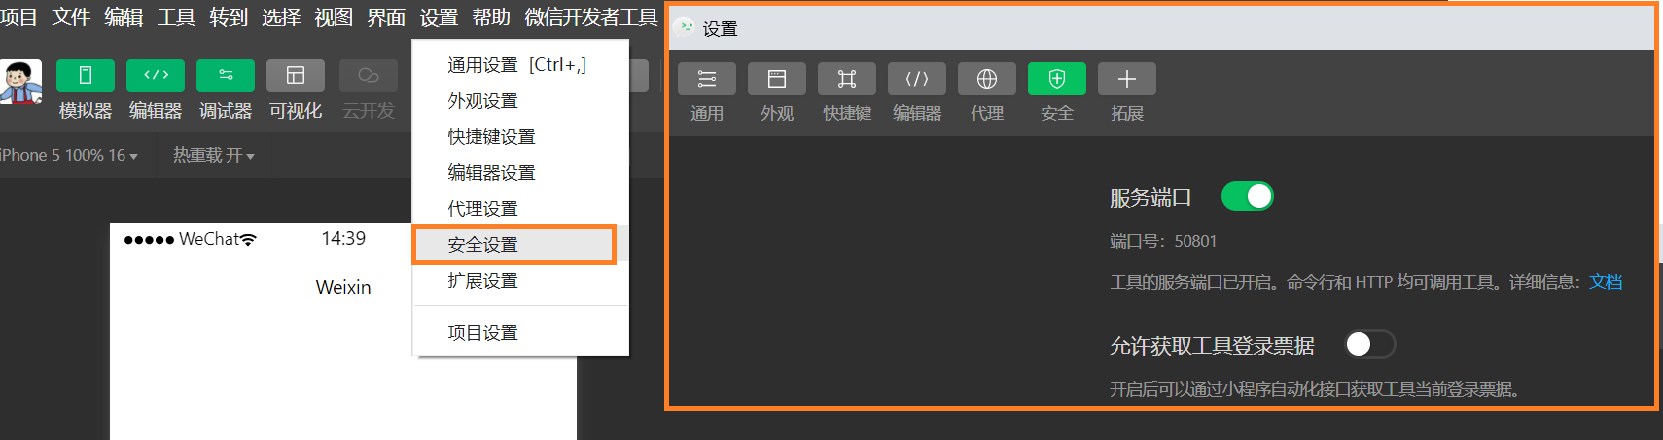 项目 文件 编辑 工具 转到 选择 视图 界面 设置 帮助 微信开发者工具
模拟器 编辑器 调试器 可视化 云开发
iPhone 5 100% 16
热重载 开
WeChat
14:39
Weixin
通用设置 [Ctrl+,]
外观设置
快捷键设置
编辑器设置
代理设置
安全设置
扩展设置
项目设置
设置
通用 外观 快捷键 编辑器 代理 安全 拓展
服务端口
端口号：50801
工具的服务端口已开启。命令行和 HTTP 均可调用工具。详细信息：文档
允许获取工具登录票据
开启后可以通过小程序自动化接口获取工具当前登录票据。